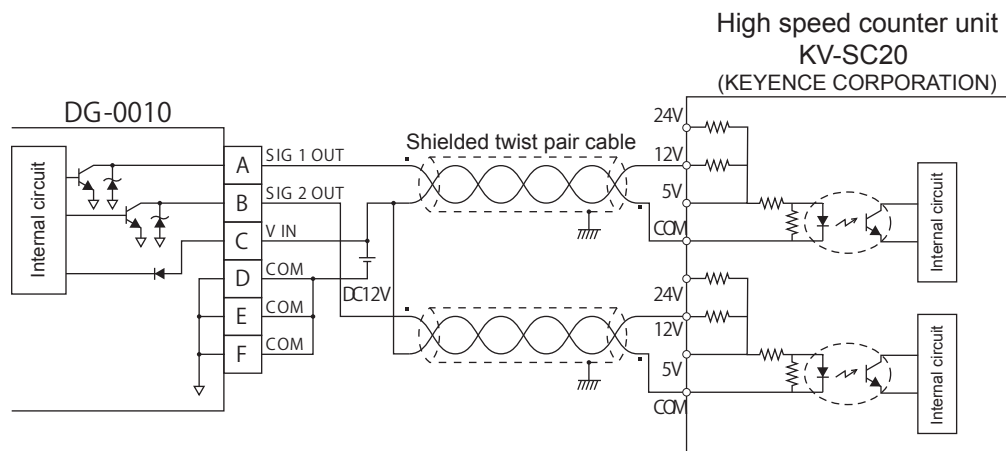 High speed counter unit
KV-SC20
(KEYENCE CORPORATION)
DG-0010
Internal circuit
A
SIG 1 OUT
B
SIG 2 OUT
C
V IN
D
COM
E
COM
F
COM
DC12V
Shielded twist pair cable
24V
12V
5V
COM
Internal circuit
24V
12V
5V
COM
Internal circuit